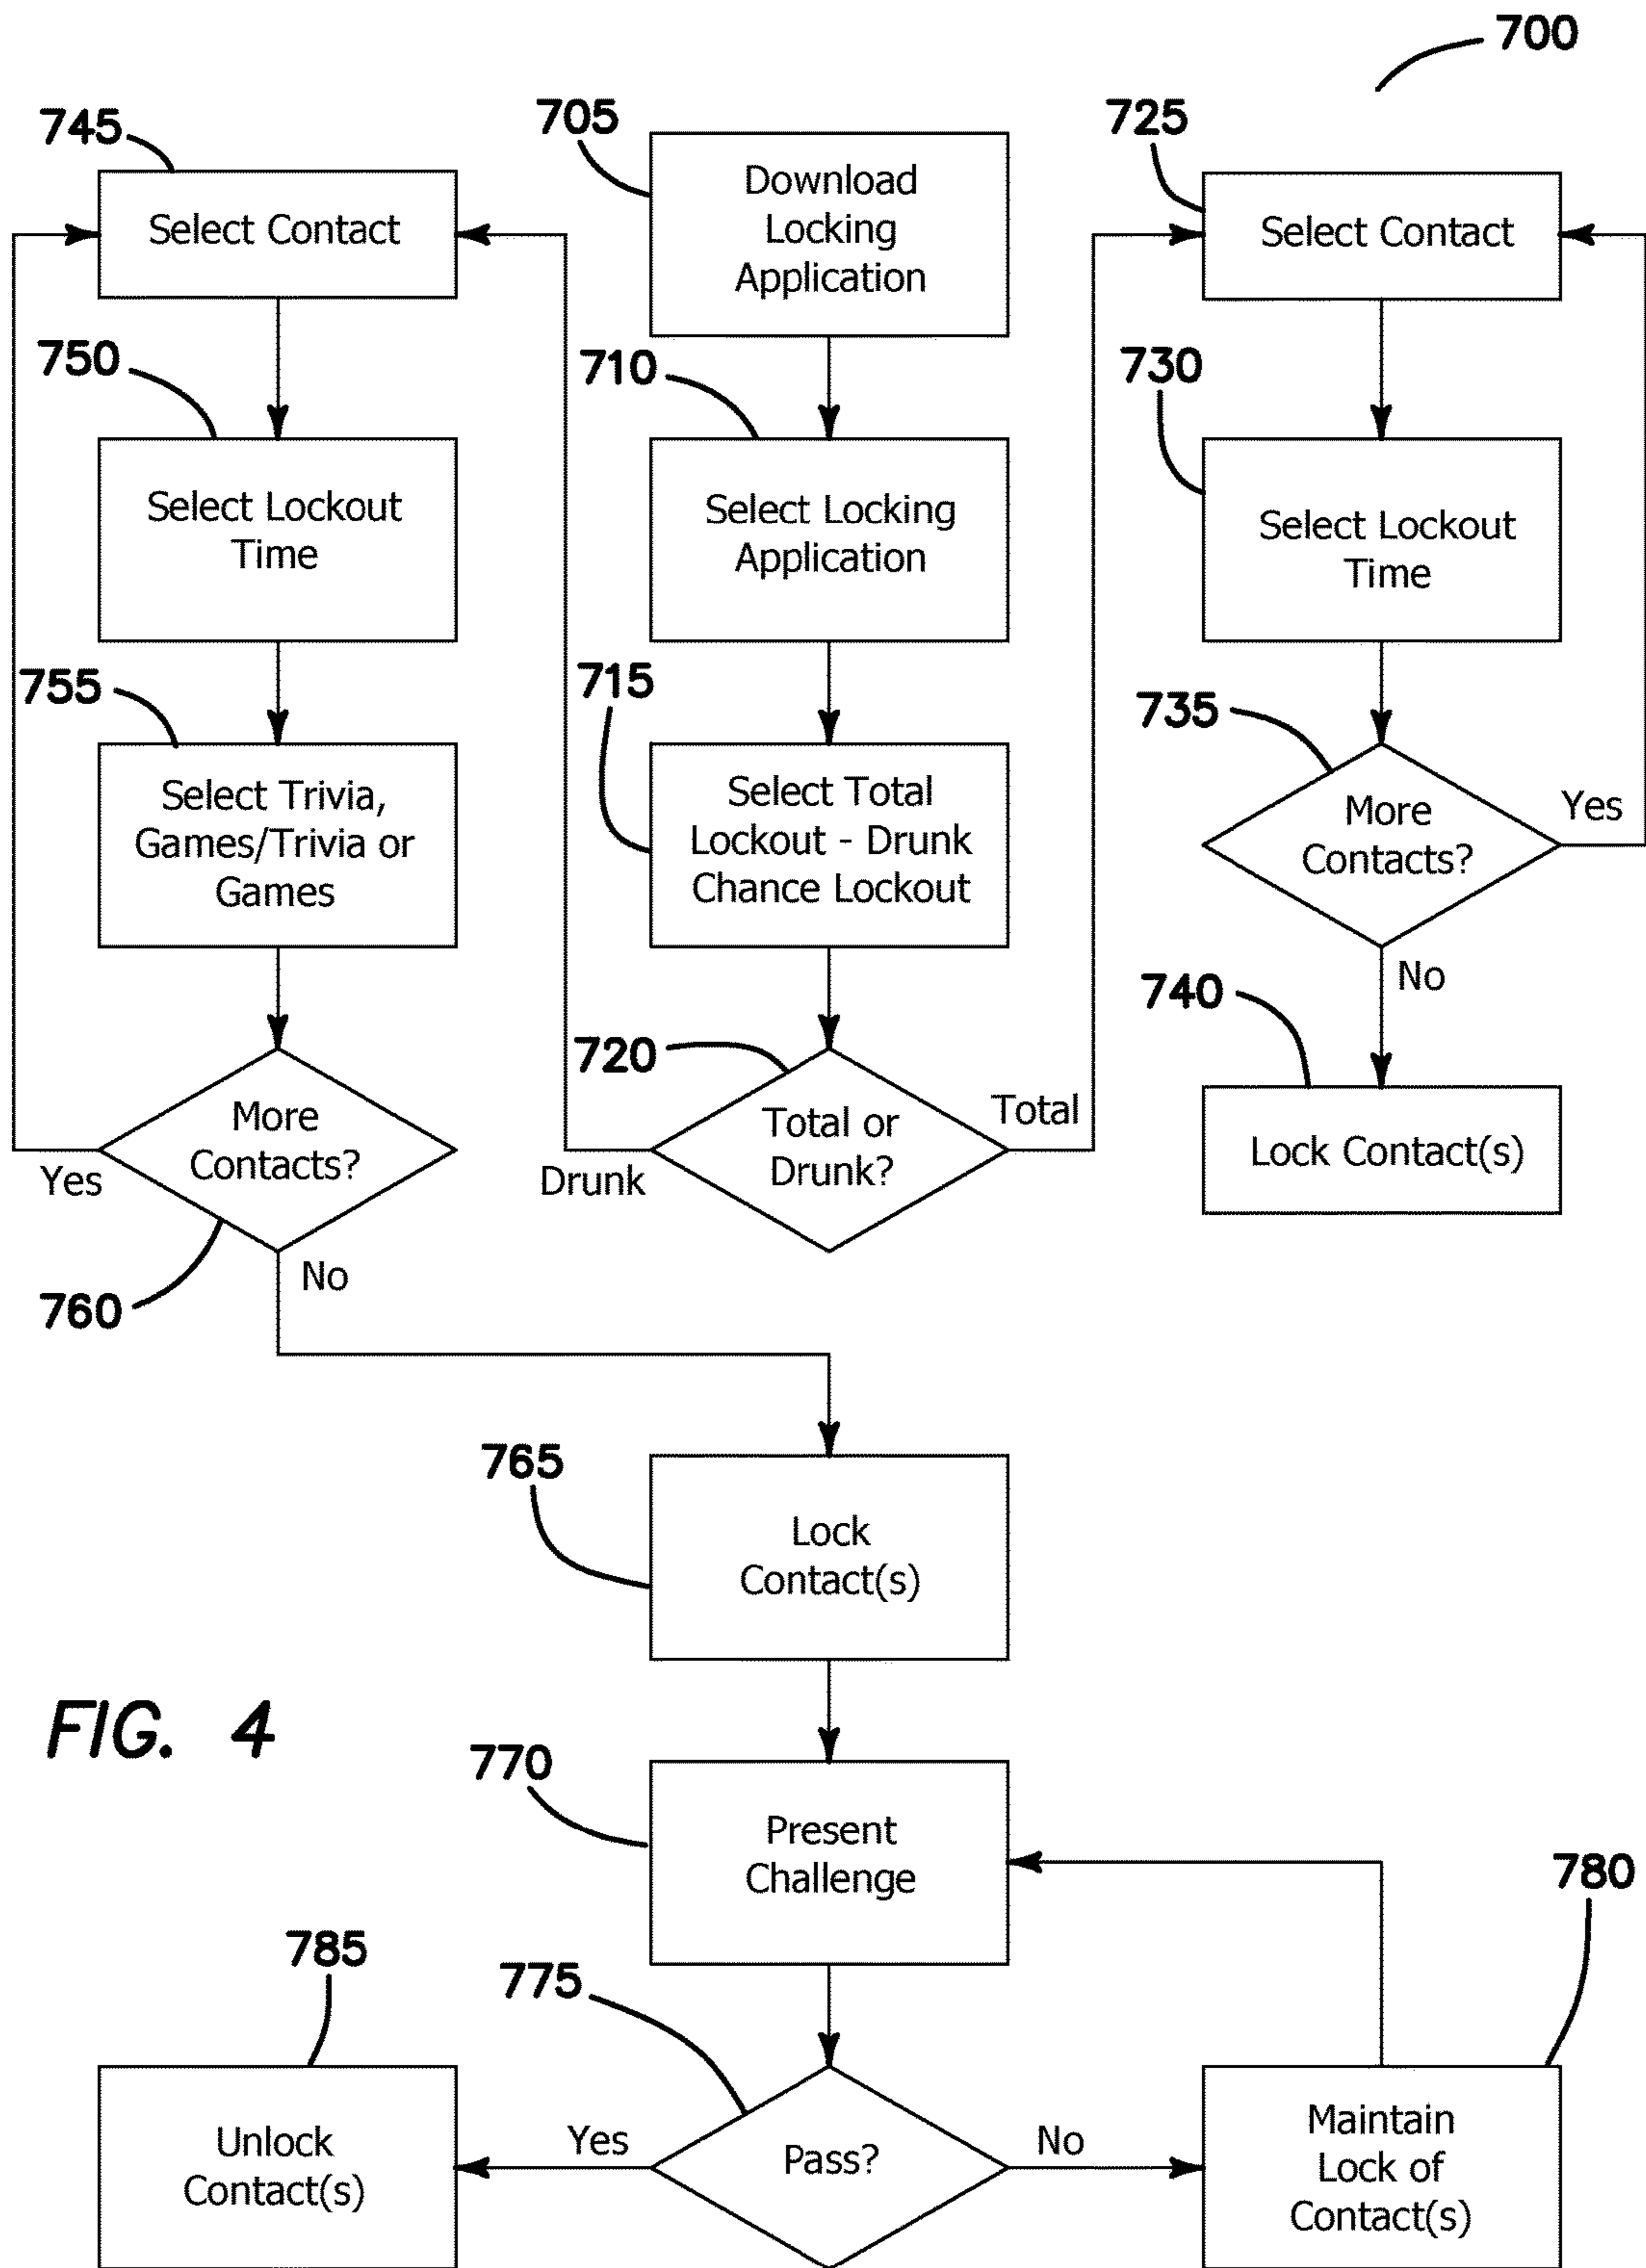 700
745
Select Contact
705
Download
Locking
Application
725
Select Contact
750
Select Lockout
Time
710
Select Locking
Application
730
Select Lockout
Time
755
Select Trivia,
Games/Trivia or
Games
715
Select Total
Lockout - Drunk
Chance Lockout
735
More
Contacts?
Yes
No
740
Lock Contact(s)
720
Total or
Drunk?
Total
Drunk
More
Contacts?
Yes
No
760
765
Lock
Contact(s)
FIG. 4
770
Present
Challenge
780
785
775
Unlock
Contact(s)
Yes
Pass?
No
Maintain
Lock of
Contact(s)